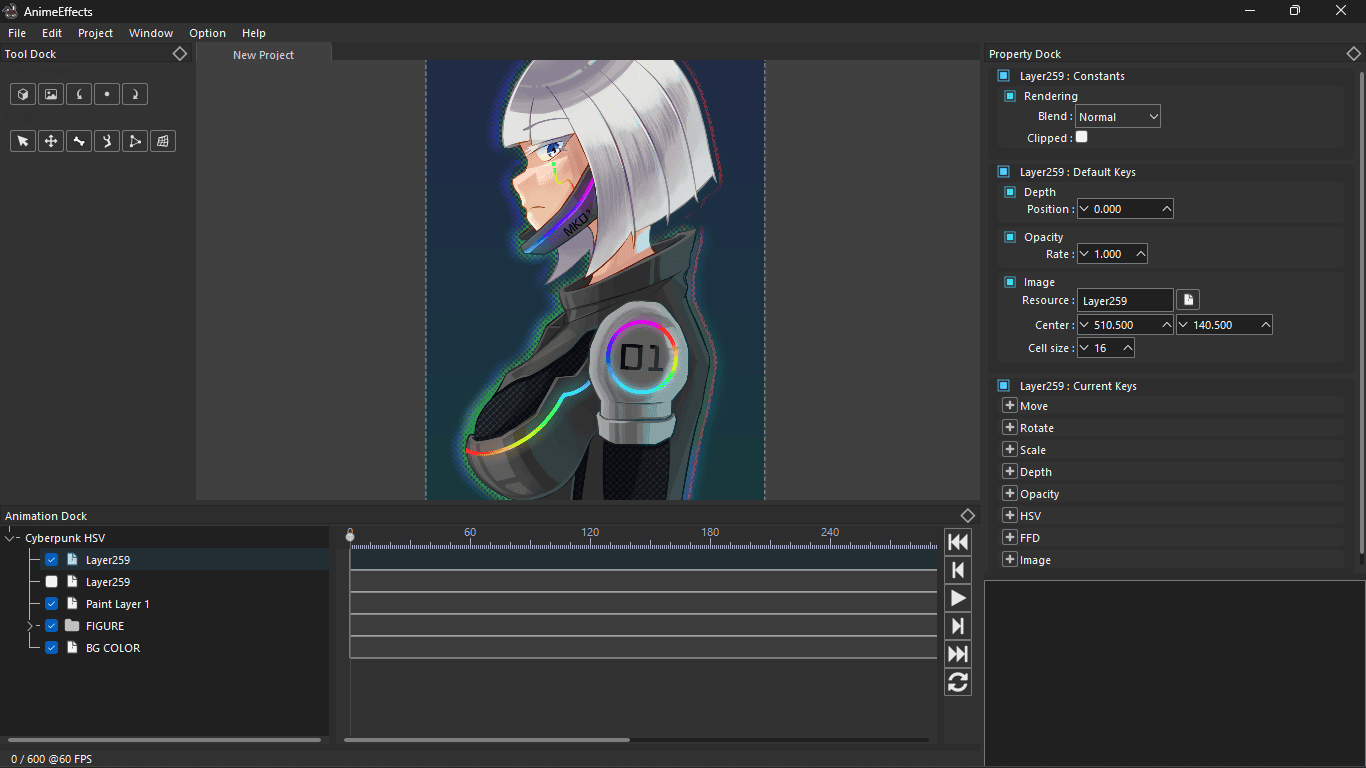 AnimeEffects
File Edit Project Window Option Help
Tool Dock
New Project
MK01
01
Property Dock
Layer259 : Constants
Rendering
Blend : Normal
Clipped :
Layer259 : Default Keys
Depth
Position : 0.000
Opacity
Rate : 1.000
Image
Resource : Layer259
Center : 510.500 140.500
Cell size : 16
Layer259 : Current Keys
Move
Rotate
Scale
Depth
Opacity
HSV
FFD
Image
Animation Dock
0 60 120 180 240
Cyberpunk HSV
Layer259
Layer259
Paint Layer 1
FIGURE
BG COLOR
0 / 600 @60 FPS